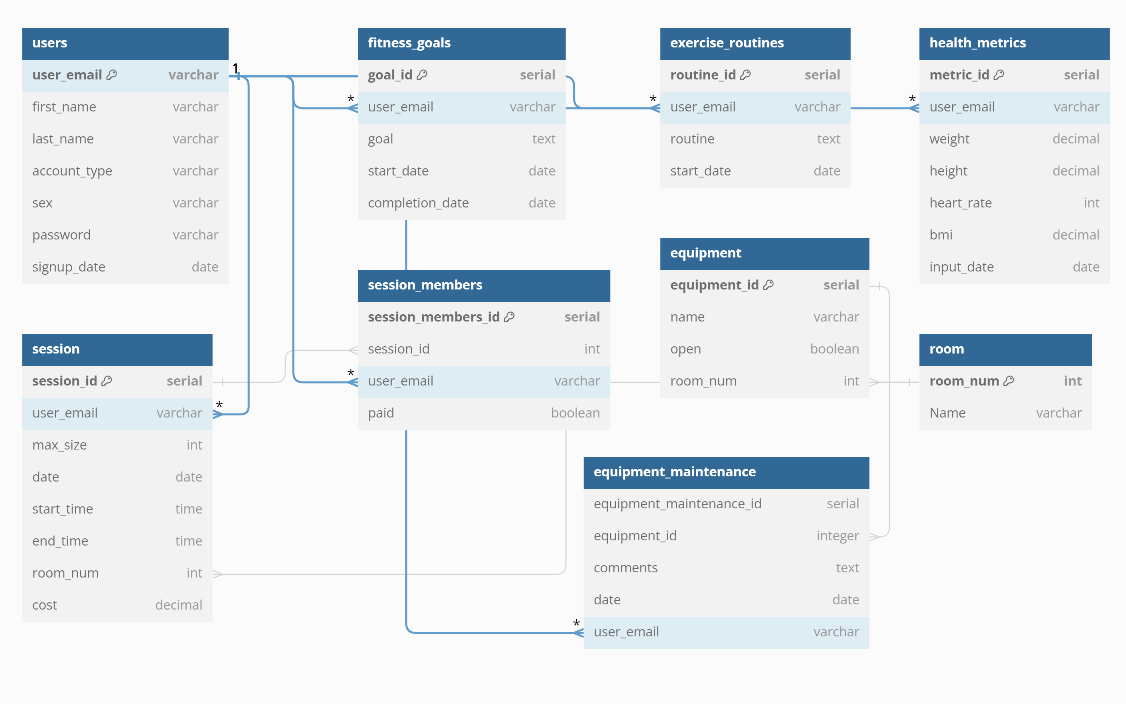 users
user_email varchar
first_name varchar
last_name varchar
account_type varchar
sex varchar
password varchar
signup_date date
1
fitness_goals
goal_id serial
* user_email varchar
goal text
start_date date
completion_date date
exercise_routines
routine_id serial
* user_email varchar
routine text
start_date date
health_metrics
metric_id serial
* user_email varchar
weight decimal
height decimal
heart_rate int
bmi decimal
input_date date
session
session_id serial
user_email varchar *
max_size int
date date
start_time time
end_time time
room_num int
cost decimal
session_members
session_members_id serial
session_id int
* user_email varchar
paid boolean
equipment
equipment_id serial
name varchar
open boolean
room_num int
room
room_num int
Name varchar
equipment_maintenance
equipment_maintenance_id serial
equipment_id integer
comments text
date date
* user_email varchar